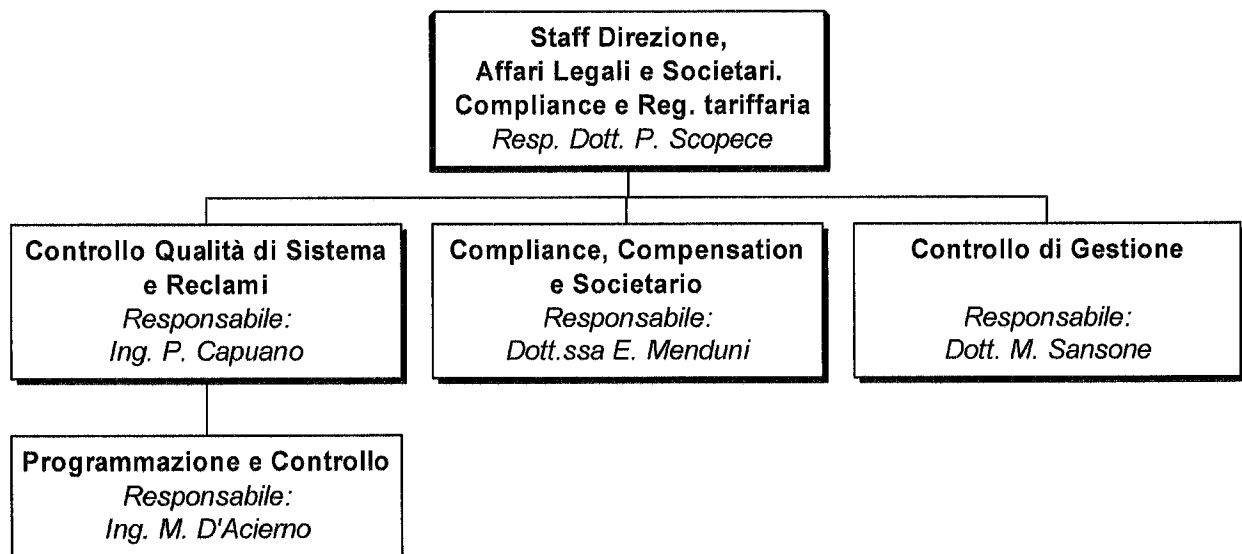 Staff Direzione,
Affari Legali e Societari.
Compliance e Reg. tariffaria
Resp. Dott. P. Scopece
Controllo Qualità di Sistema
e Reclami
Responsabile:
Ing. P. Capuano
Compliance, Compensation
e Societario
Responsabile:
Dott.ssa E. Menduni
Controllo di Gestione
Responsabile:
Dott. M. Sansone
Programmazione e Controllo
Responsabile:
Ing. M. D'Acierno